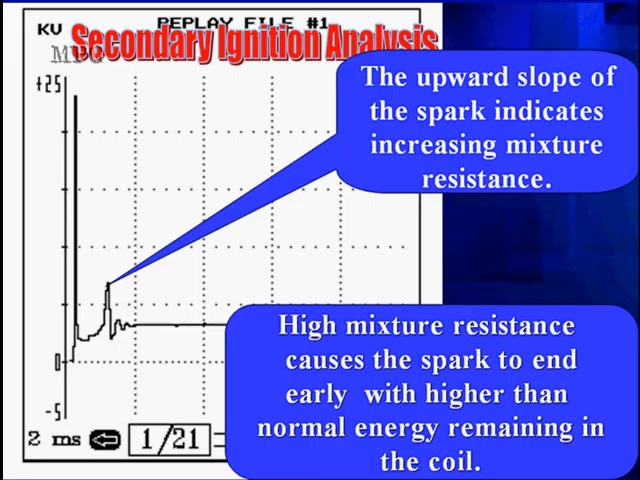 REPLAY FILE #1
KV
Secondary Ignition Analysis
+25
The upward slope of
the spark indicates
increasing mixture
resistance.
0
High mixture resistance
causes the spark to end
early with higher than
normal energy remaining in
the coil.
-5
2 ms
1/21